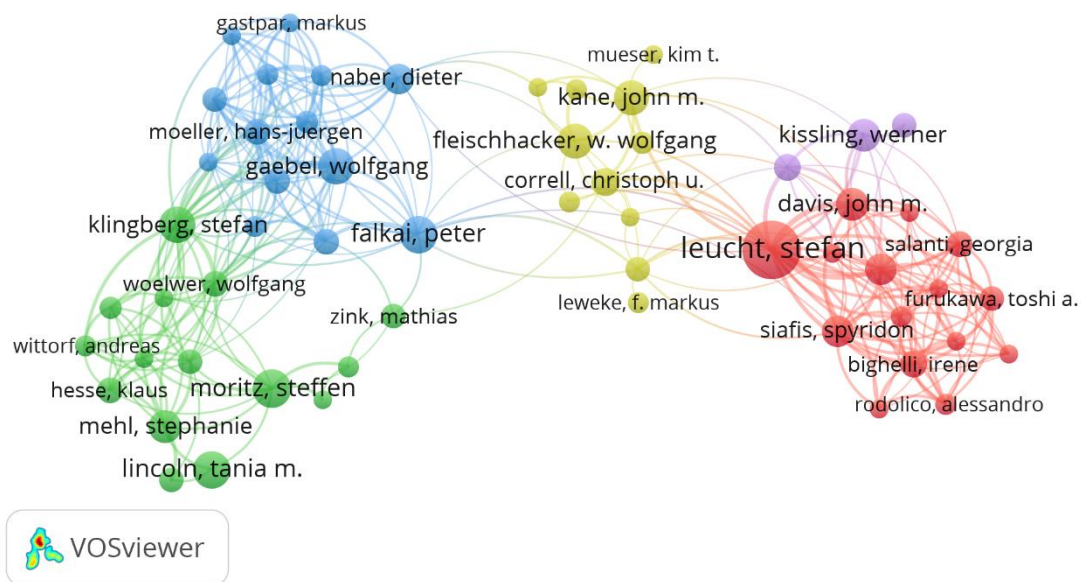 gastpar, markus
mueser, kim t.
naber, dieter
kane, john m.
moeller, hans-juergen
kissling, werner
fleischhacker, w. wolfgang
gaebel, wolfgang
correll, christoph u.
davis, john m.
klingberg, stefan
falkai, peter
leucht, stefan
salanti, georgia
woelwer, wolfgang
leweke, f. markus
furukawa, toshi a.
zink, mathias
siafis, spyridon
wittorf, andreas
bighelli, irene
hesse, klaus
moritz, steffen
rodolico, alessandro
mehl, stephanie
lincoln, tania m.
VOSviewer